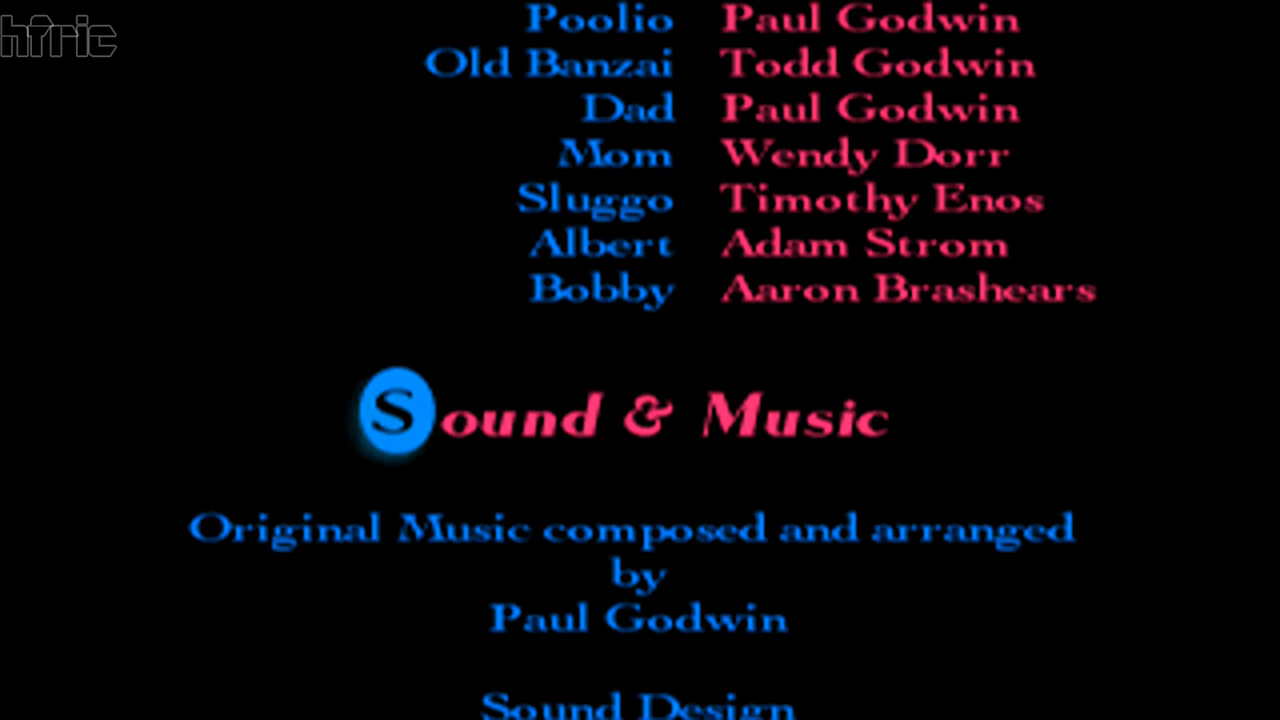 hfric
Poolio Paul Godwin
Old Banzai Todd Godwin
Dad Paul Godwin
Mom Wendy Dorr
Sluggo Timothy Enos
Albert Adam Strom
Bobby Aaron Brashears
Sound & Music
Original Music composed and arranged
by
Paul Godwin
Sound Design